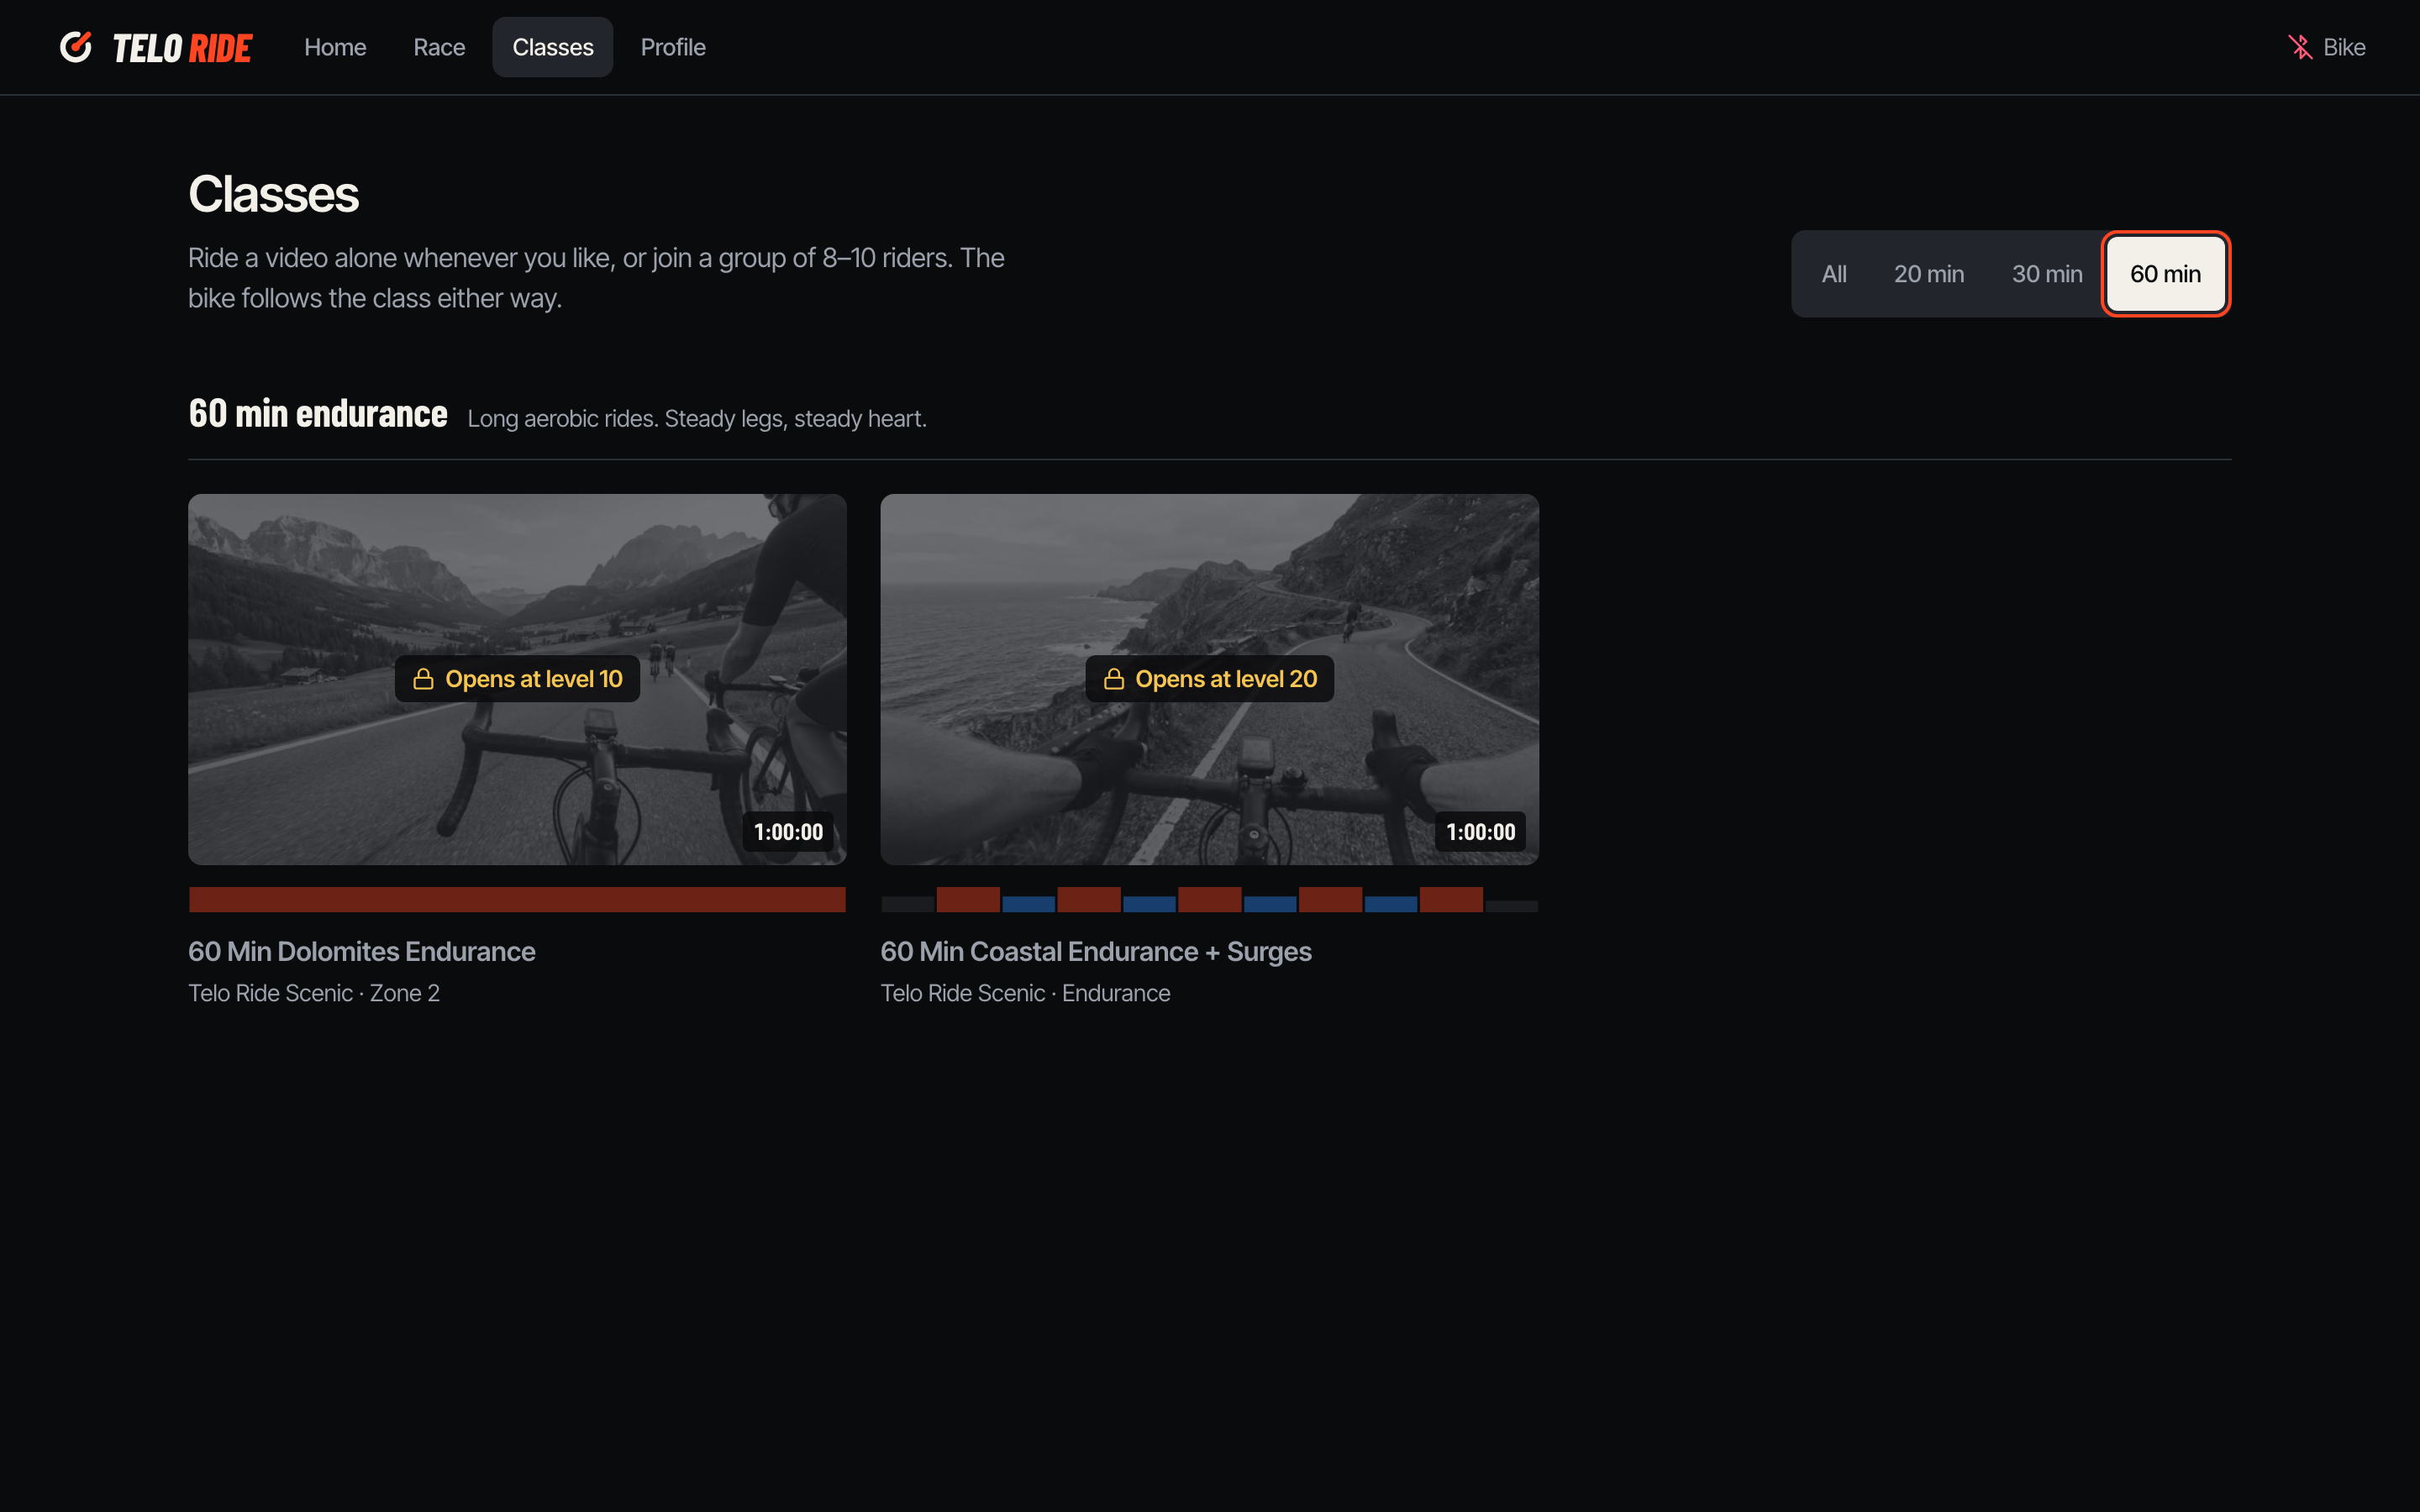 TELO RIDE
Home
Race
Classes
Profile
Bike
Classes
Ride a video alone whenever you like, or join a group of 8–10 riders. The
bike follows the class either way.
All
20 min
30 min
60 min
60 min endurance
Long aerobic rides. Steady legs, steady heart.
Opens at level 10
1:00:00
Opens at level 20
1:00:00
60 Min Dolomites Endurance
Telo Ride Scenic · Zone 2
60 Min Coastal Endurance + Surges
Telo Ride Scenic · Endurance